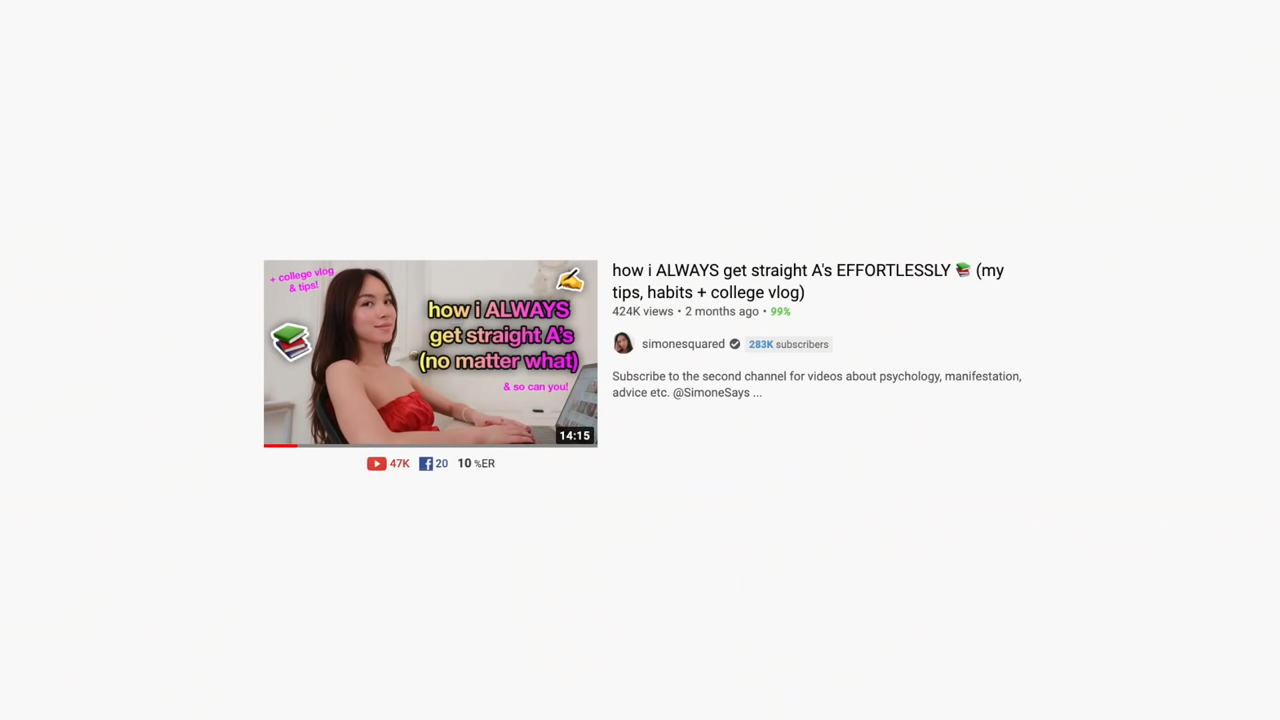 + college vlog
& tips!
how i ALWAYS
get straight A's
(no matter what)
& so can you!
14:15
47K 20 10 %ER
how i ALWAYS get straight A's EFFORTLESSLY 📚 (my
tips, habits + college vlog)
424K views • 2 months ago • 99%
simonesquared 283K subscribers
Subscribe to the second channel for videos about psychology, manifestation,
advice etc. @SimoneSays ...